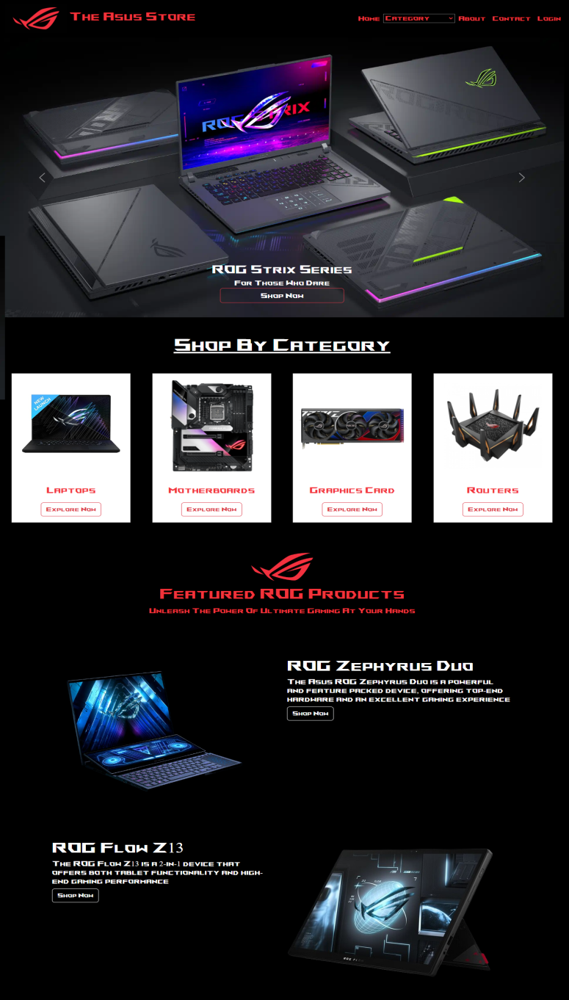 The Asus Store
Home Category About Contact Login
ROG STRIX
ROG Strix Series
For Those Who Dare
Shop Now
Shop By Category
NEW
LAUNCH
Laptops
Explore Now
Motherboards
Explore Now
Graphics Card
Explore Now
Routers
Explore Now
Featured ROG Products
Unleash The Power Of Ultimate Gaming At Your Hands
ROG Zephyrus Duo
The Asus ROG Zephyrus Duo is a powerful
and feature packed device, offering top-end
hardware and an excellent gaming experience
Shop Now
ROG Flow Z13
The ROG Flow Z13 is a 2-in-1 device that
offers both tablet functionality and high-
end gaming performance
Shop Now